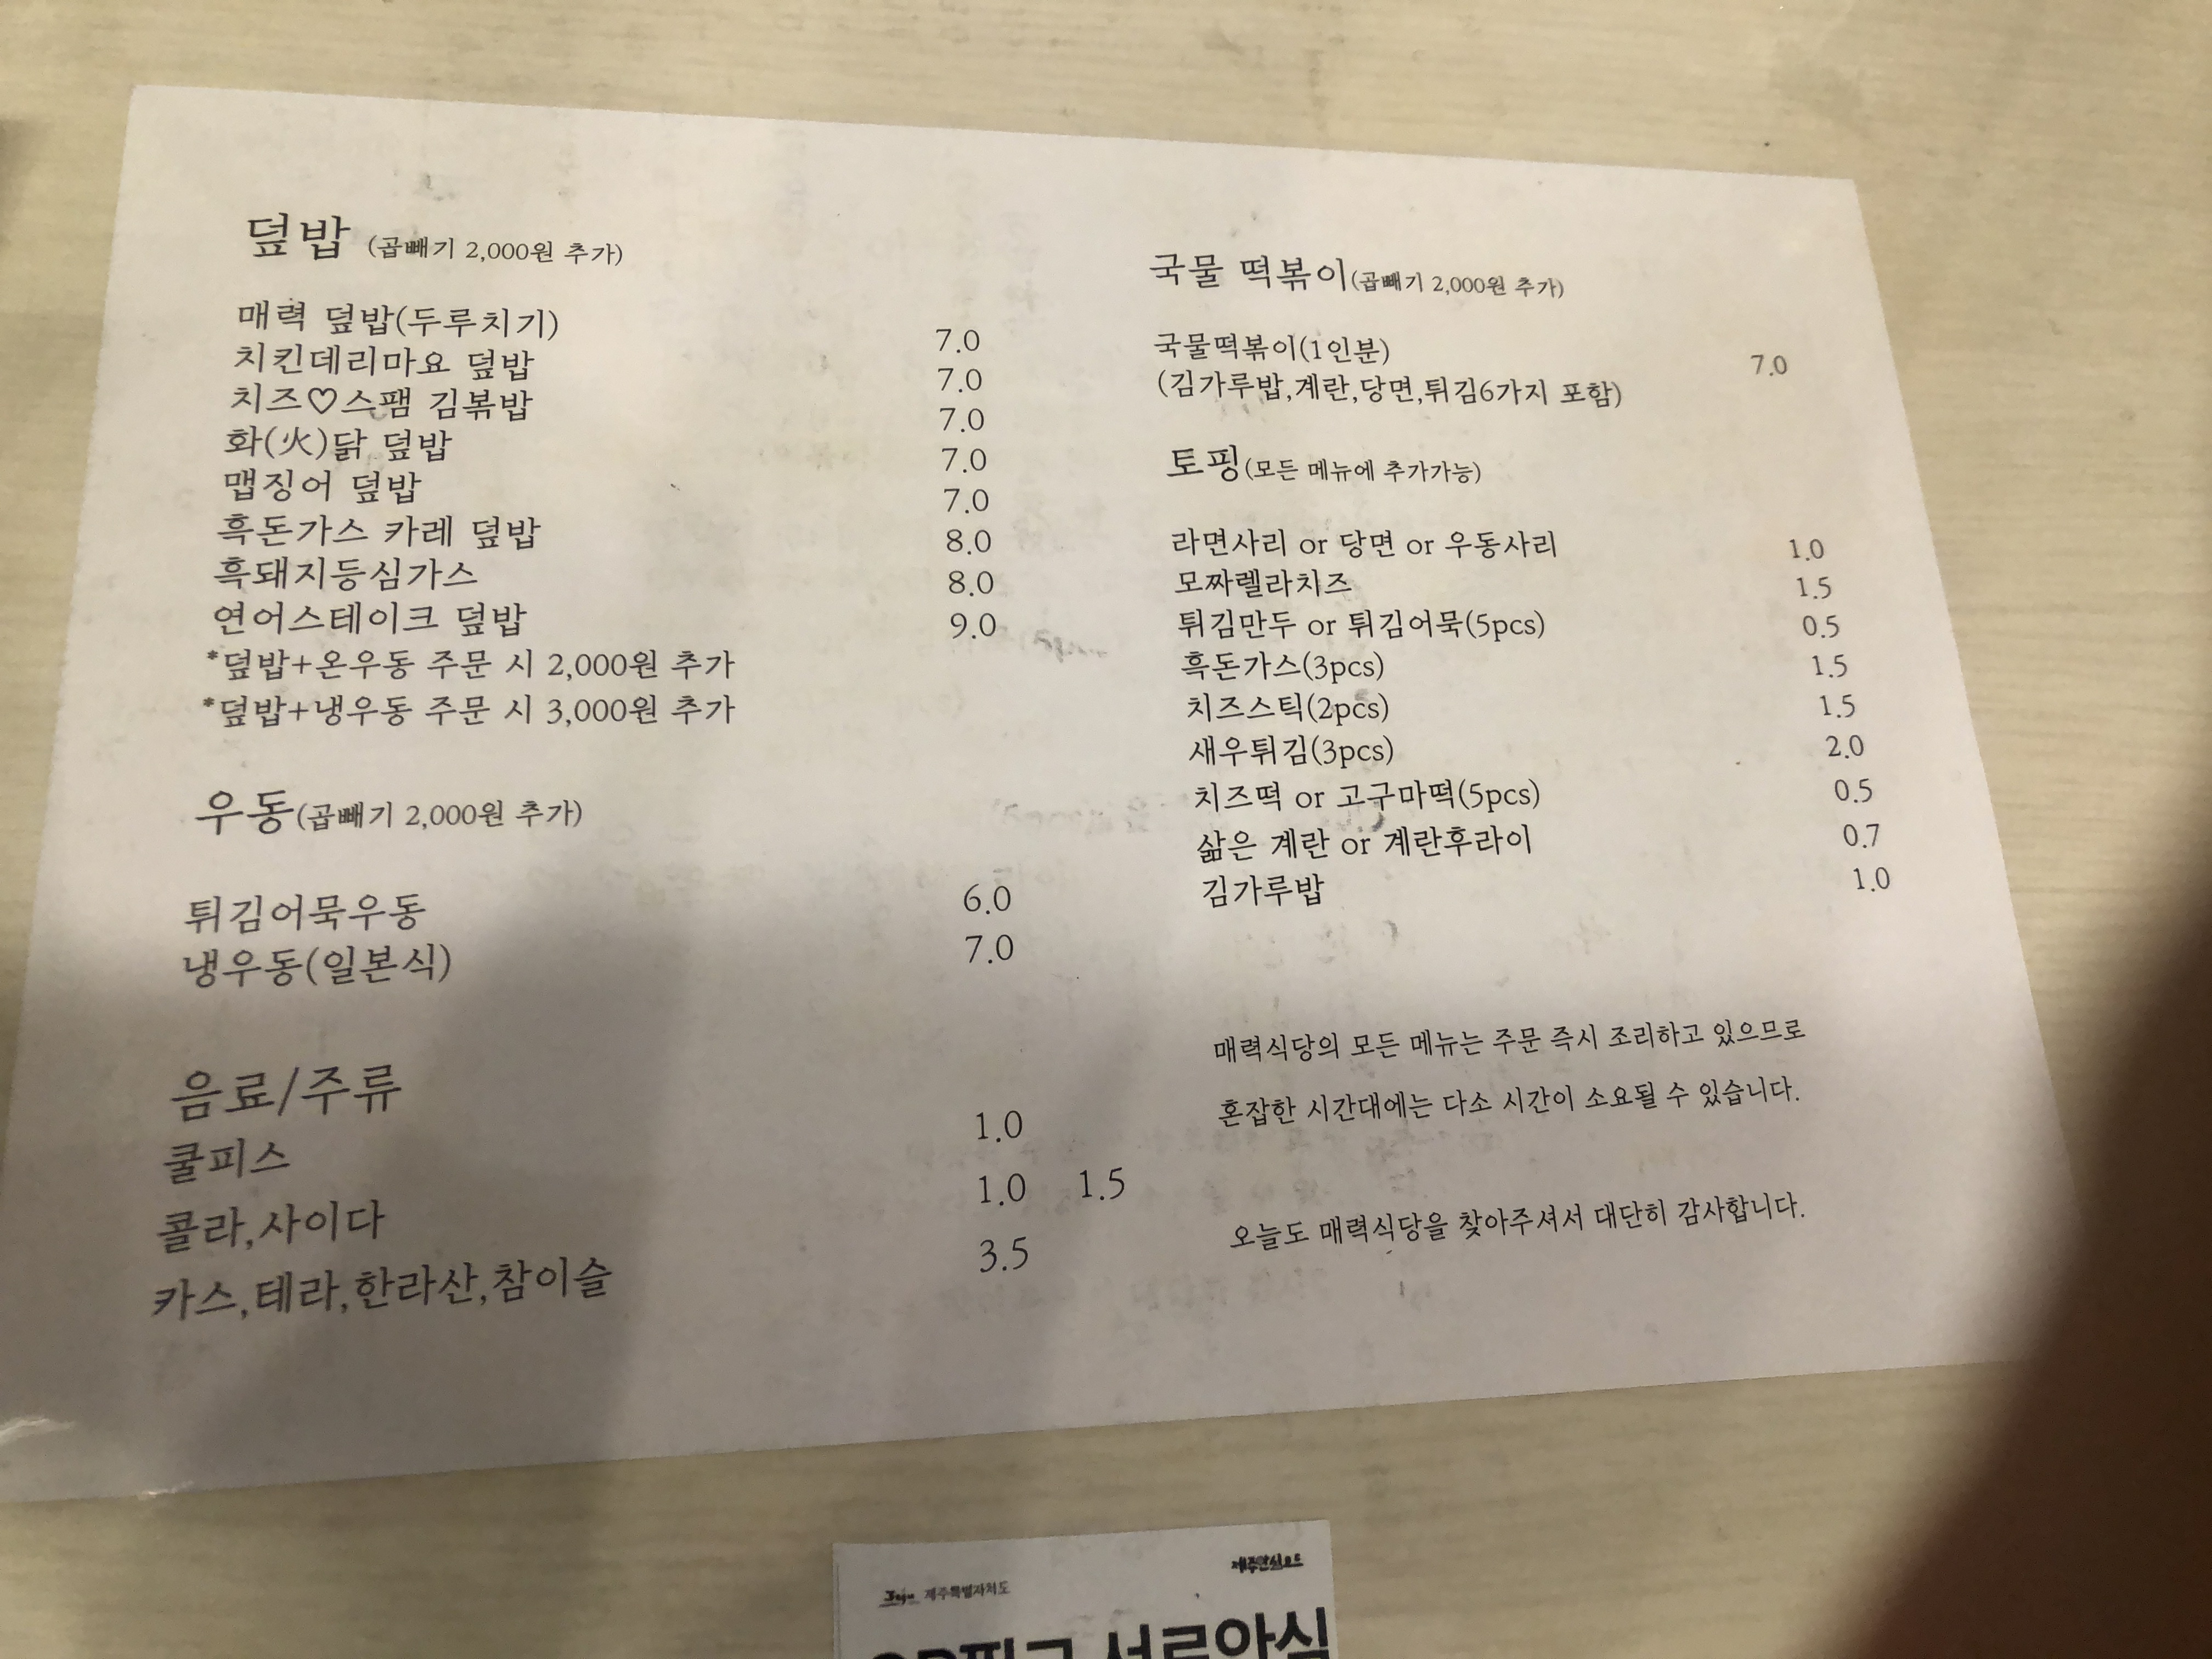 덮밥 (곱빼기 2,000원 추가)
매력 덮밥(두루치기) 7.0
치킨데리마요 덮밥 7.0
치즈♡스팸 김볶밥 7.0
화(火)닭 덮밥 7.0
맵징어 덮밥 7.0
흑돈가스 카레 덮밥 8.0
흑돼지등심가스 8.0
연어스테이크 덮밥 9.0
*덮밥+온우동 주문 시 2,000원 추가
*덮밥+냉우동 주문 시 3,000원 추가
우동(곱빼기 2,000원 추가)
튀김어묵우동 6.0
냉우동(일본식) 7.0
음료/주류
쿨피스 1.0
콜라,사이다 1.0 1.5
카스,테라,한라산,참이슬 3.5
국물 떡볶이(곱빼기 2,000원 추가)
국물떡볶이(1인분) 7.0
(김가루밥,계란,당면,튀김6가지 포함)
토핑(모든 메뉴에 추가가능)
라면사리 or 당면 or 우동사리 1.0
모짜렐라치즈 1.5
튀김만두 or 튀김어묵(5pcs) 0.5
흑돈가스(3pcs) 1.5
치즈스틱(2pcs) 1.5
새우튀김(3pcs) 2.0
치즈떡 or 고구마떡(5pcs) 0.5
삶은 계란 or 계란후라이 0.7
김가루밥 1.0
매력식당의 모든 메뉴는 주문 즉시 조리하고 있으므로
혼잡한 시간대에는 다소 시간이 소요될 수 있습니다.
오늘도 매력식당을 찾아주셔서 대단히 감사합니다.
Jeju 제주특별자치도
제주안심코드
서로안심